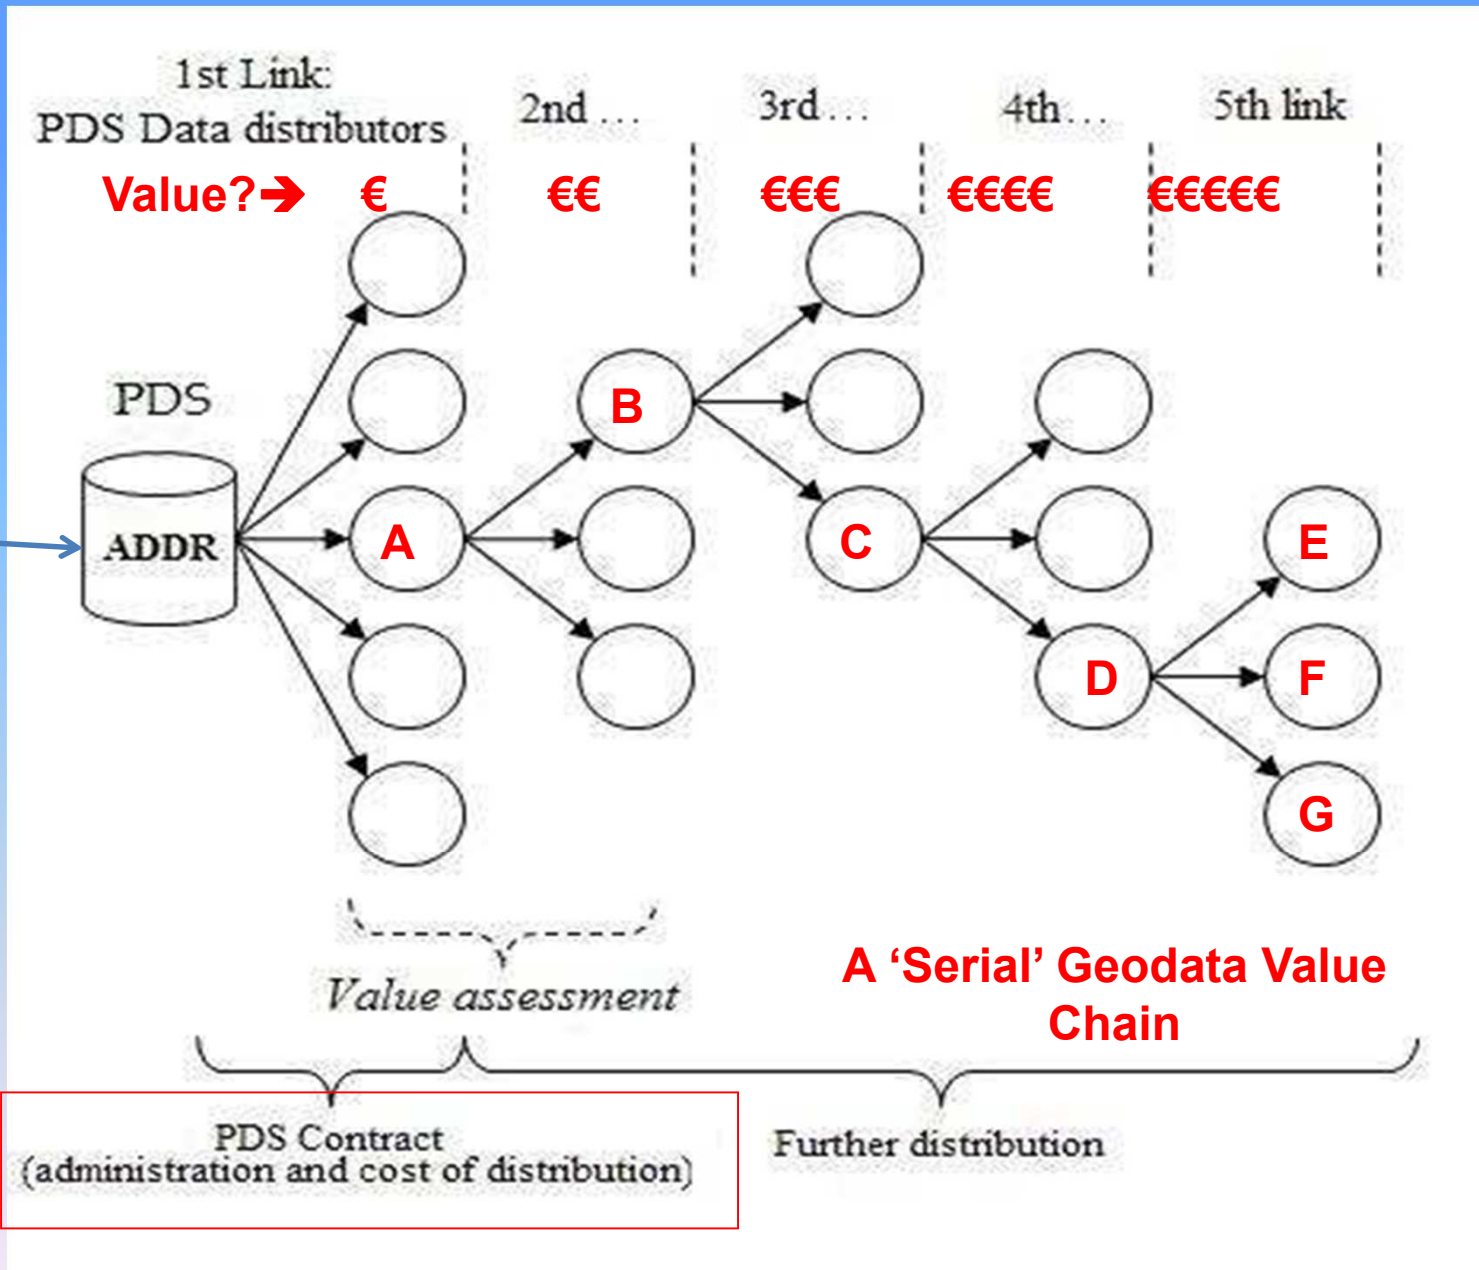 1st Link:
PDS Data distributors
2nd ...
3rd ...
4th ...
5th link
Value?➔ €
€€
€€€
€€€€
€€€€€
PDS
ADDR
A
B
C
D
E
F
G
Value assessment
A ‘Serial’ Geodata Value
Chain
PDS Contract
(administration and cost of distribution)
Further distribution